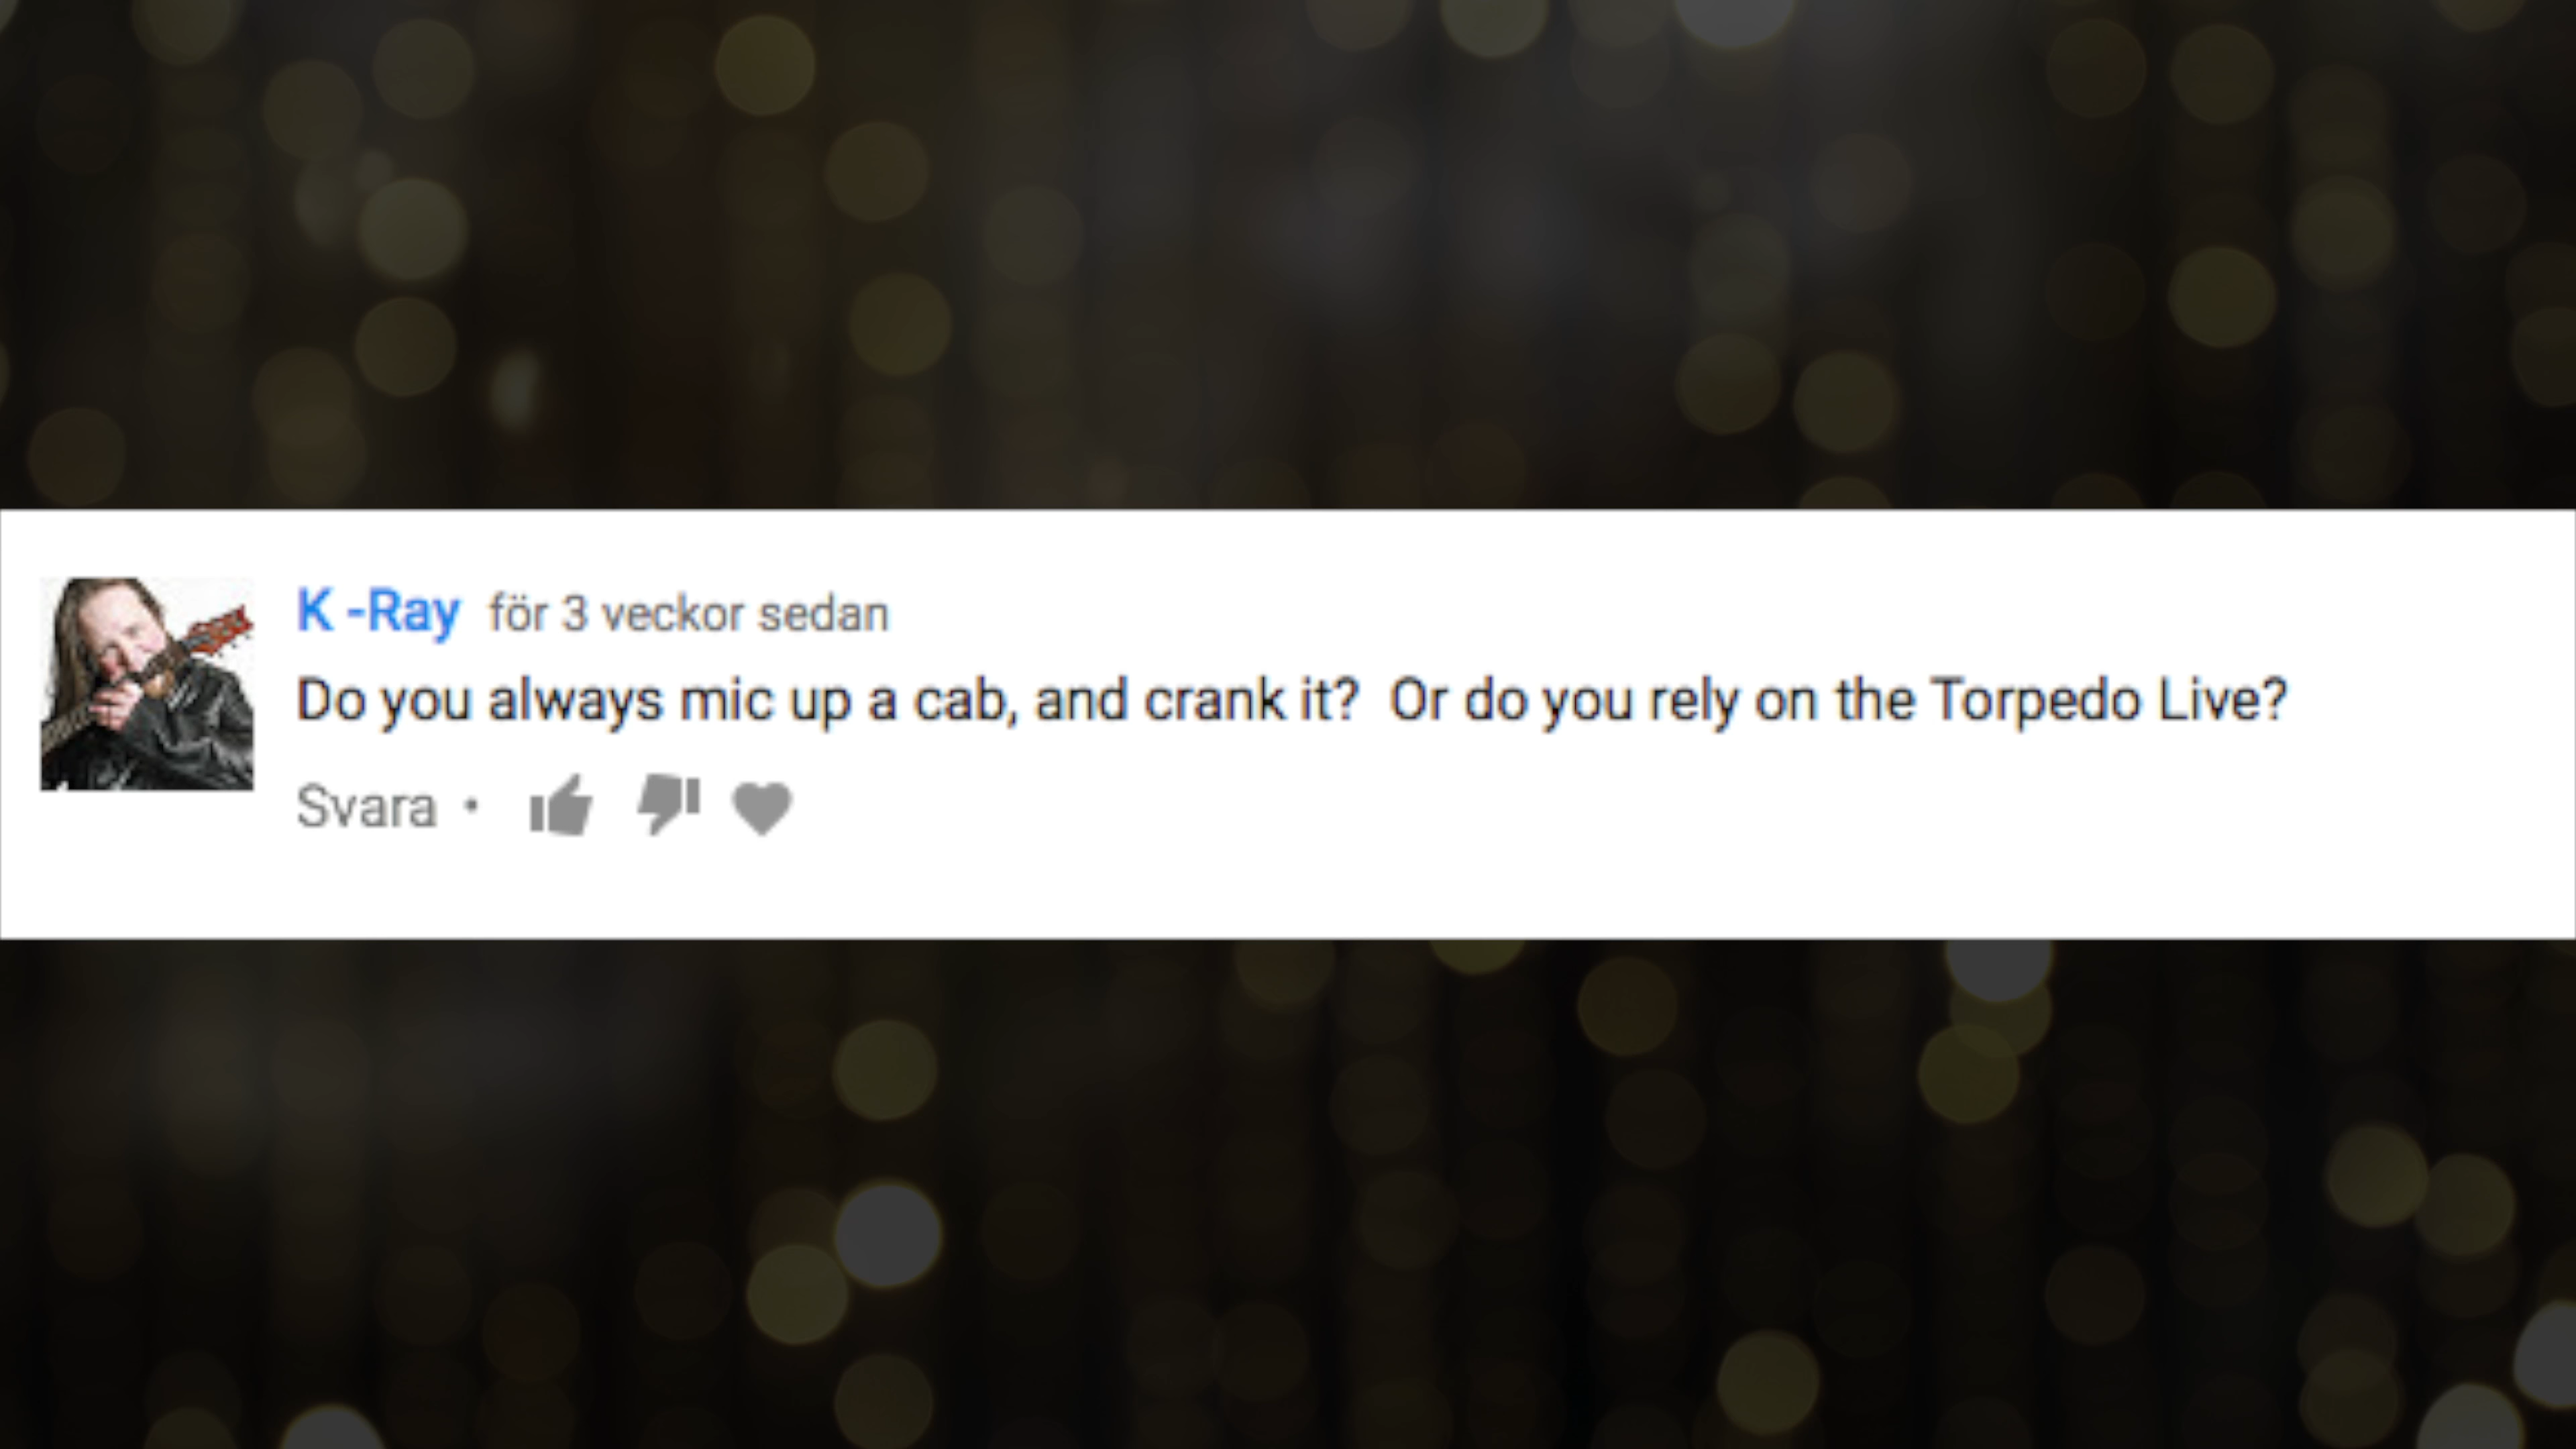 K -Ray för 3 veckor sedan
Do you always mic up a cab, and crank it?  Or do you rely on the Torpedo Live?
Svara •